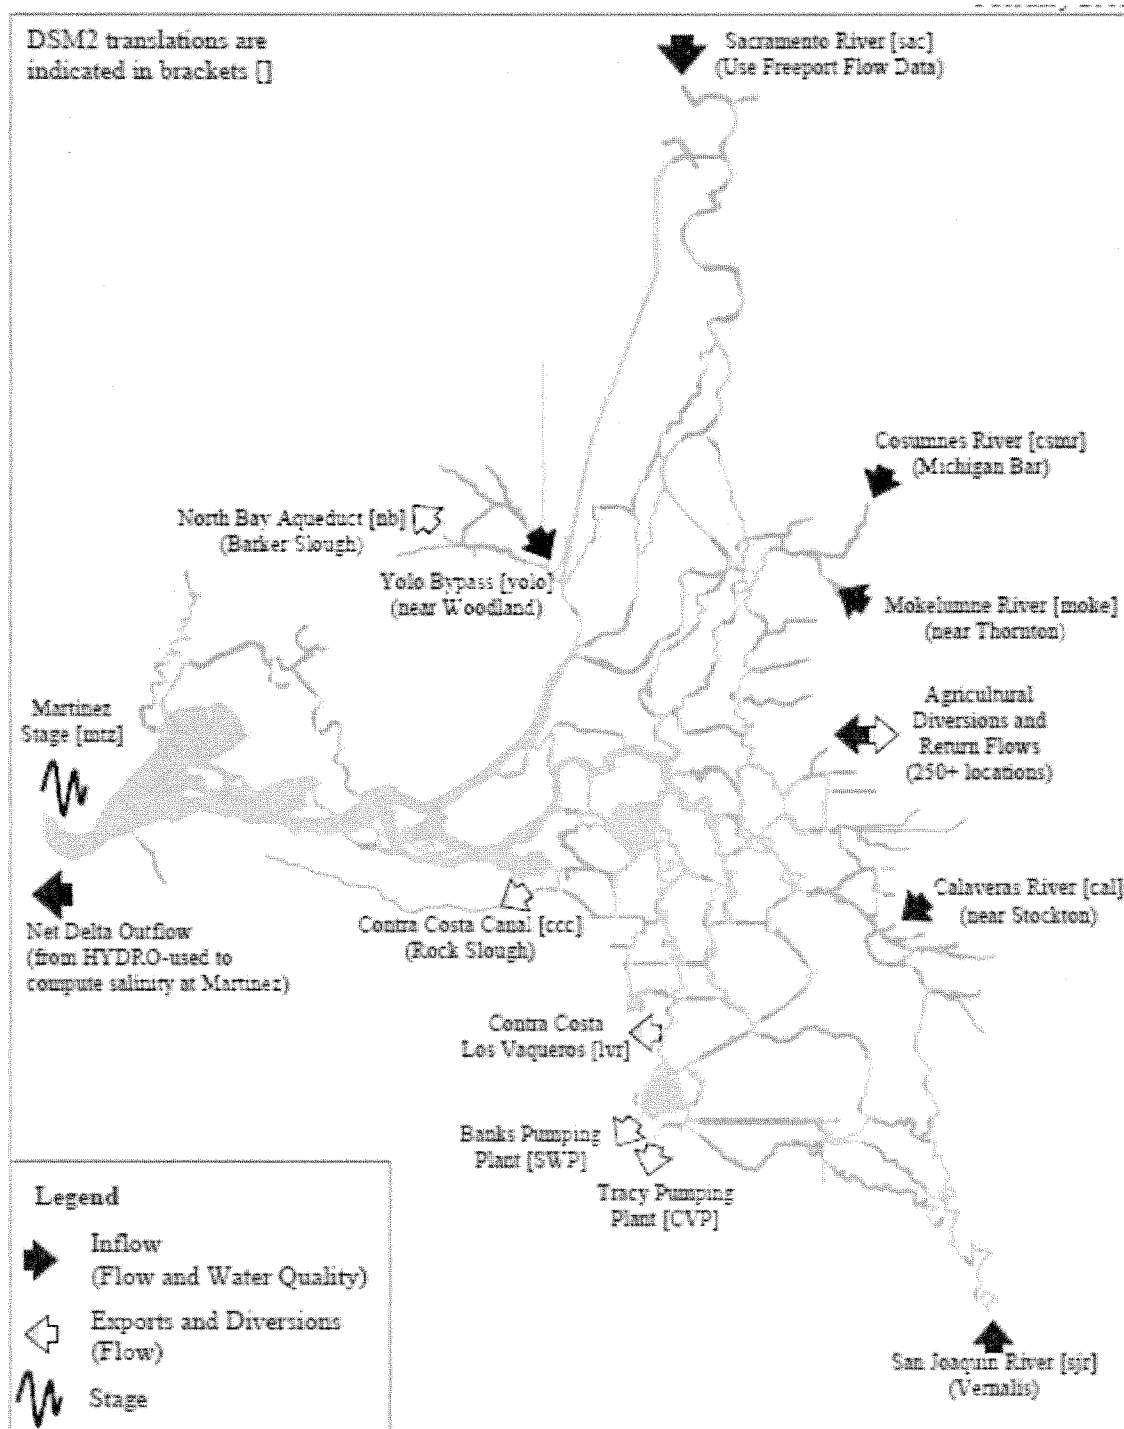 DSM2 translations are
indicated in brackets []
Sacramento River [sac]
(Use Freeport Flow Data)
Cosumnes River [csmr]
(Michigan Bar)
North Bay Aqueduct [nb]
(Barker Slough)
Yolo Bypass [yolo]
(near Woodland)
Mokelumne River [moke]
(near Thornton)
Martinez
Stage [mtz]
Agricultural
Diversions and
Return Flows
(250+ locations)
Calaveras River [cal]
(near Stockton)
Contra Costa Canal [ccc]
(Rock Slough)
Net Delta Outflow
(from HYDRO-used to
compute salinity at Martinez)
Contra Costa
Los Vaqueros [lvr]
Banks Pumping
Plant [SWP]
Tracy Pumping
Plant [CVP]
Legend
Inflow
(Flow and Water Quality)
Exports and Diversions
(Flow)
Stage
San Joaquin River [sjr]
(Vernalis)